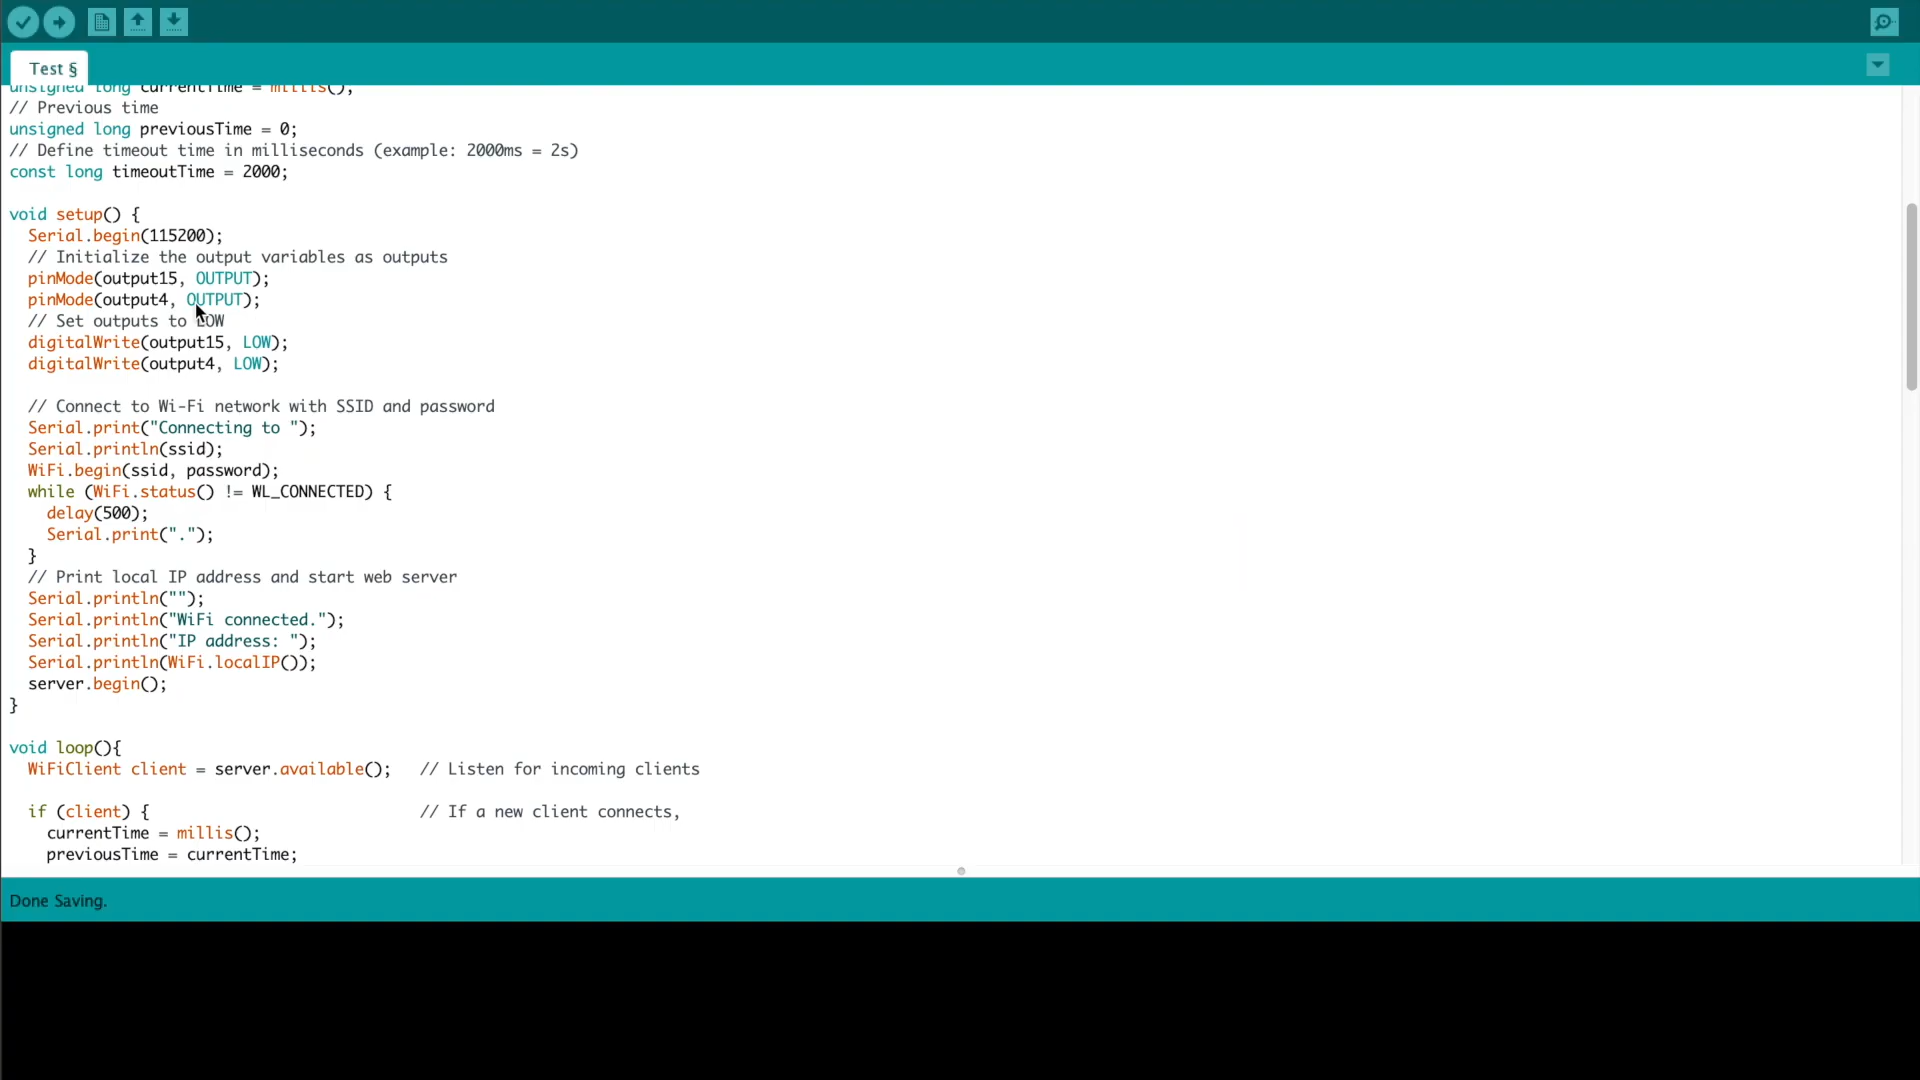 Test §
unsigned long currentTime = millis();
// Previous time
unsigned long previousTime = 0;
// Define timeout time in milliseconds (example: 2000ms = 2s)
const long timeoutTime = 2000;
void setup() {
Serial.begin(115200);
// Initialize the output variables as outputs
pinMode(output15, OUTPUT);
pinMode(output4, OUTPUT);
// Set outputs to LOW
digitalWrite(output15, LOW);
digitalWrite(output4, LOW);
// Connect to Wi-Fi network with SSID and password
Serial.print("Connecting to ");
Serial.println(ssid);
WiFi.begin(ssid, password);
while (WiFi.status() != WL_CONNECTED) {
delay(500);
Serial.print(".");
}
// Print local IP address and start web server
Serial.println("");
Serial.println("WiFi connected.");
Serial.println("IP address: ");
Serial.println(WiFi.localIP());
server.begin();
}
void loop(){
WiFiClient client = server.available();   // Listen for incoming clients
if (client) {                             // If a new client connects,
currentTime = millis();
previousTime = currentTime;
Done Saving.